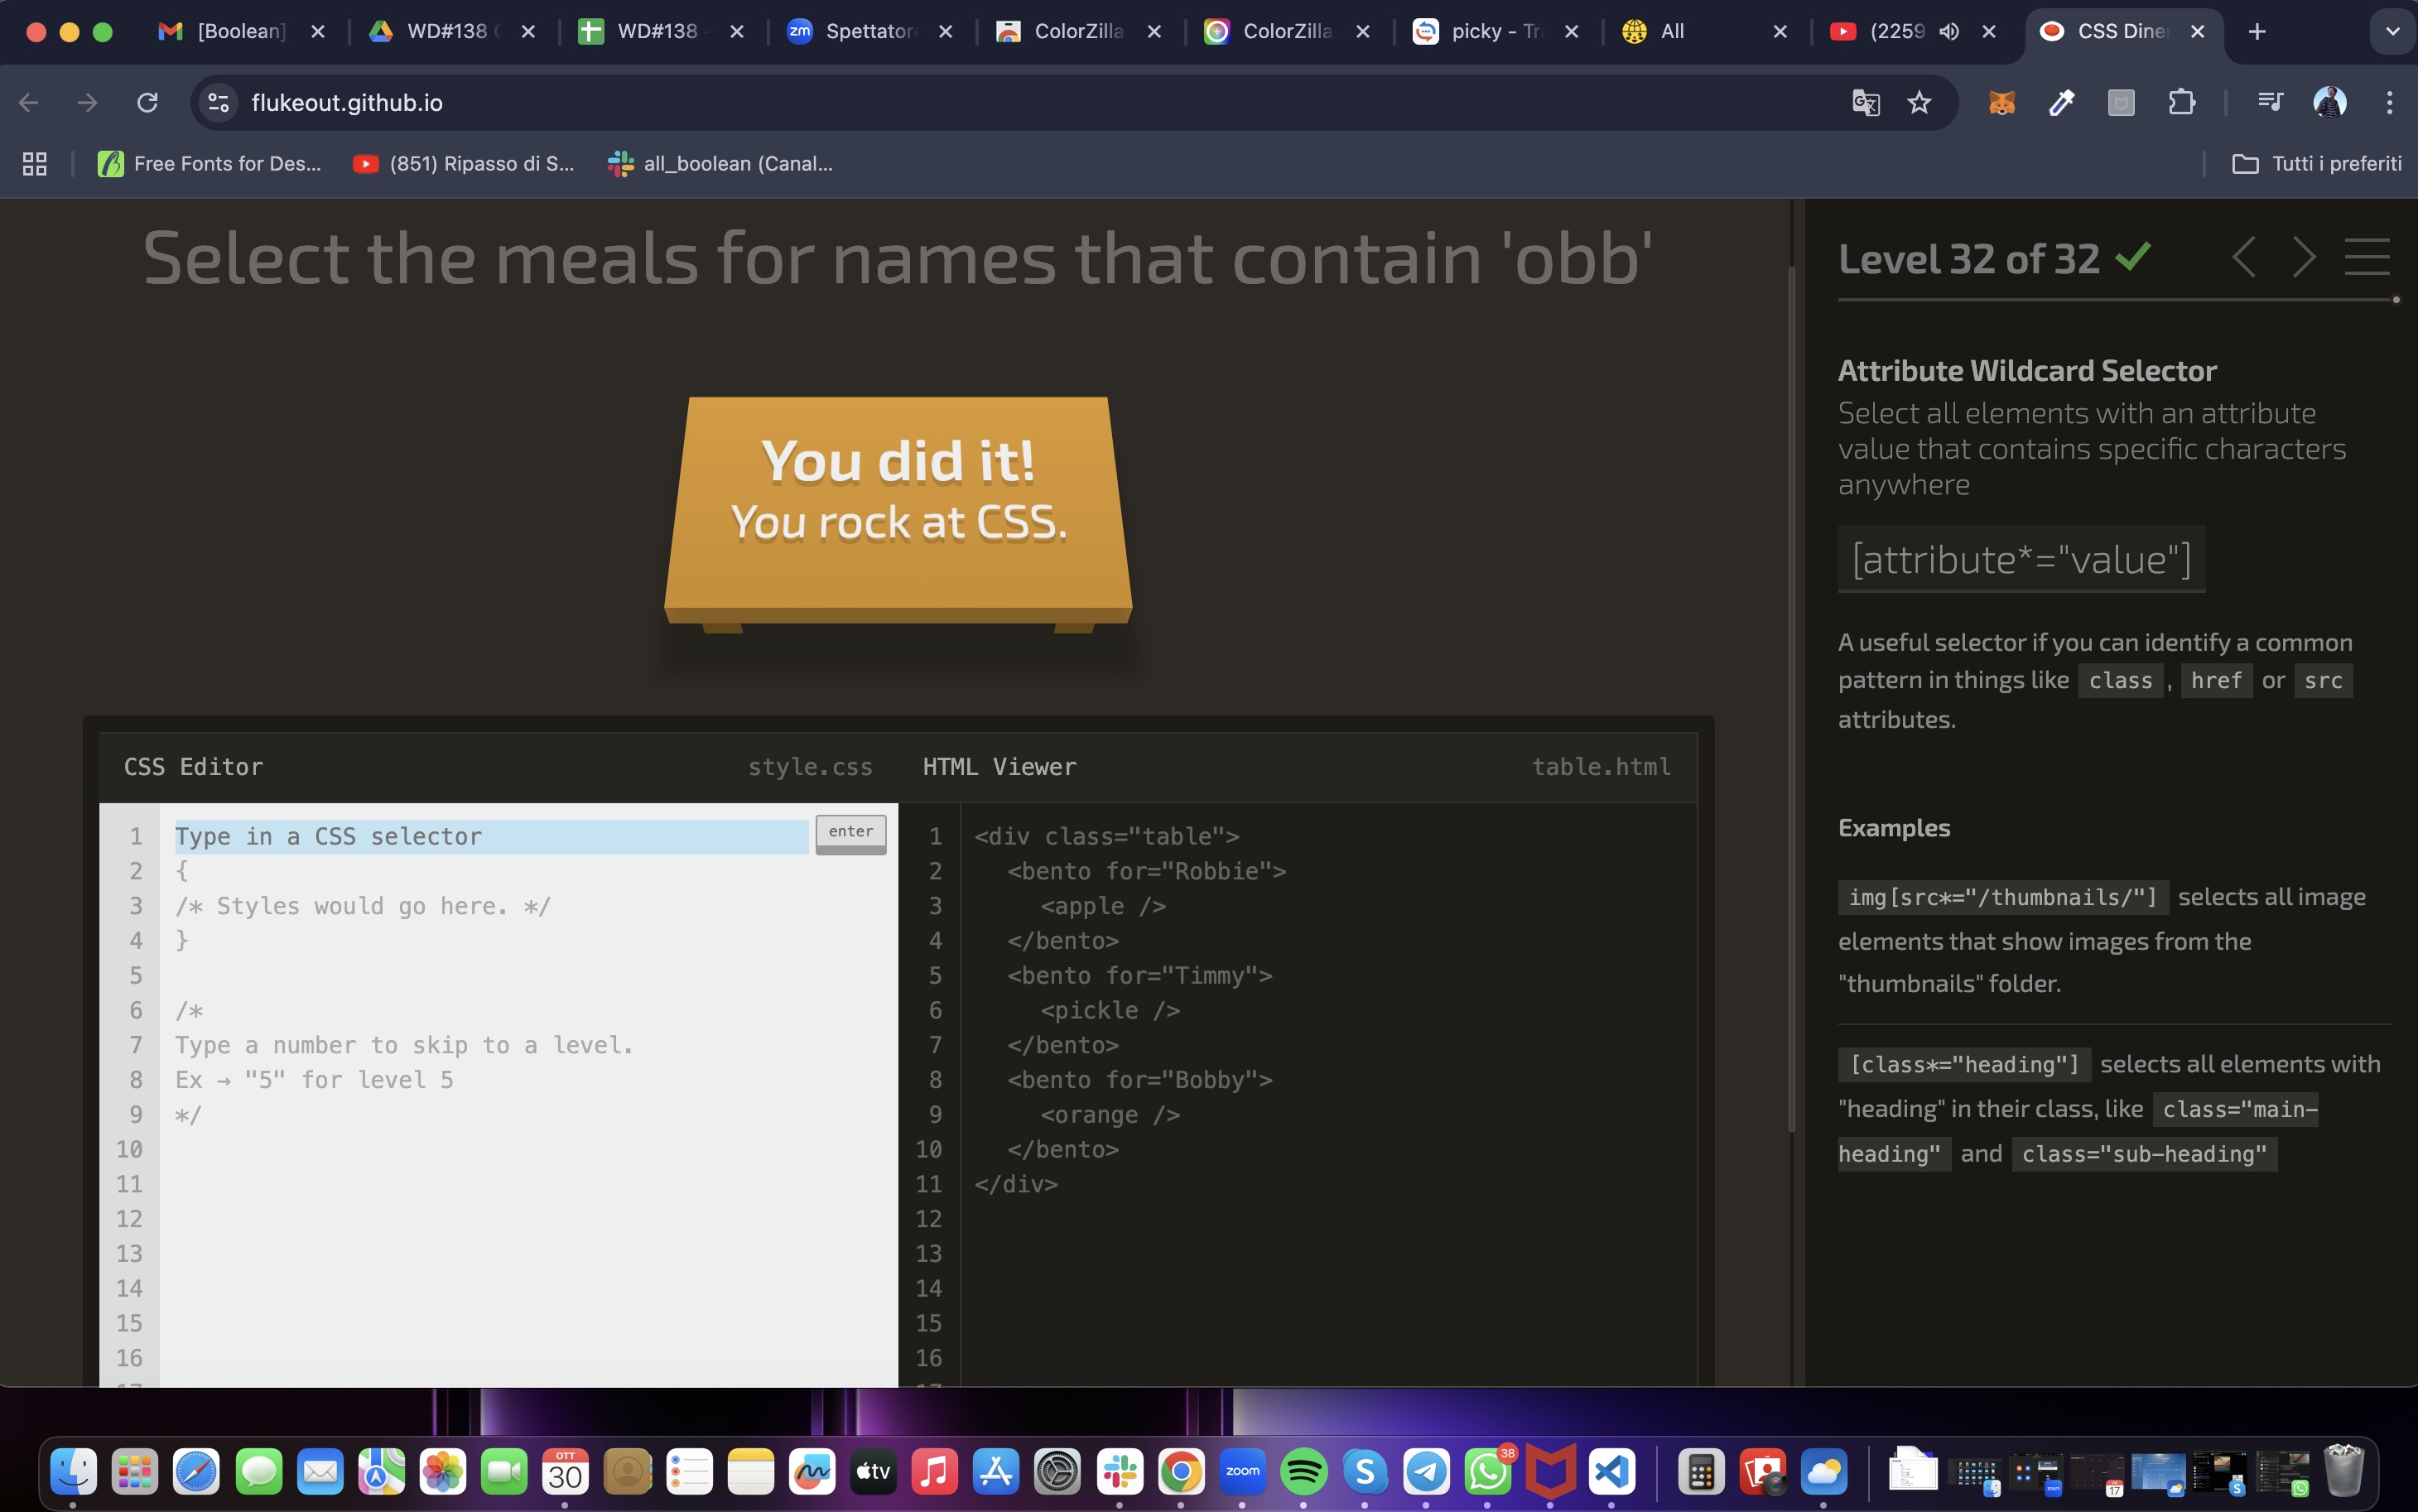 [Boolean]
WD#138
WD#138
Spettator
ColorZilla
ColorZilla
picky - Tr
All
(2259
CSS Diner
flukeout.github.io
Free Fonts for Des...
(851) Ripasso di S...
all_boolean (Canal...
Tutti i preferiti
Select the meals for names that contain 'obb'
You did it!
You rock at CSS.
CSS Editor
style.css
HTML Viewer
table.html
1 Type in a CSS selector
enter
2 {
3 /* Styles would go here. */
4 }
5
6 /*
7 Type a number to skip to a level.
8 Ex → "5" for level 5
9 */
10
11
12
13
14
15
16
1 <div class="table">
2 <bento for="Robbie">
3 <apple />
4 </bento>
5 <bento for="Timmy">
6 <pickle />
7 </bento>
8 <bento for="Bobby">
9 <orange />
10 </bento>
11 </div>
12
13
14
15
16
Level 32 of 32
Attribute Wildcard Selector
Select all elements with an attribute
value that contains specific characters
anywhere
[attribute*="value"]
A useful selector if you can identify a common
pattern in things like class , href or src
attributes.
Examples
img[src*="/thumbnails/"] selects all image
elements that show images from the
"thumbnails" folder.
[class*="heading"] selects all elements with
"heading" in their class, like class="main-
heading" and class="sub-heading"
OTT
30
tv
zoom
38
17